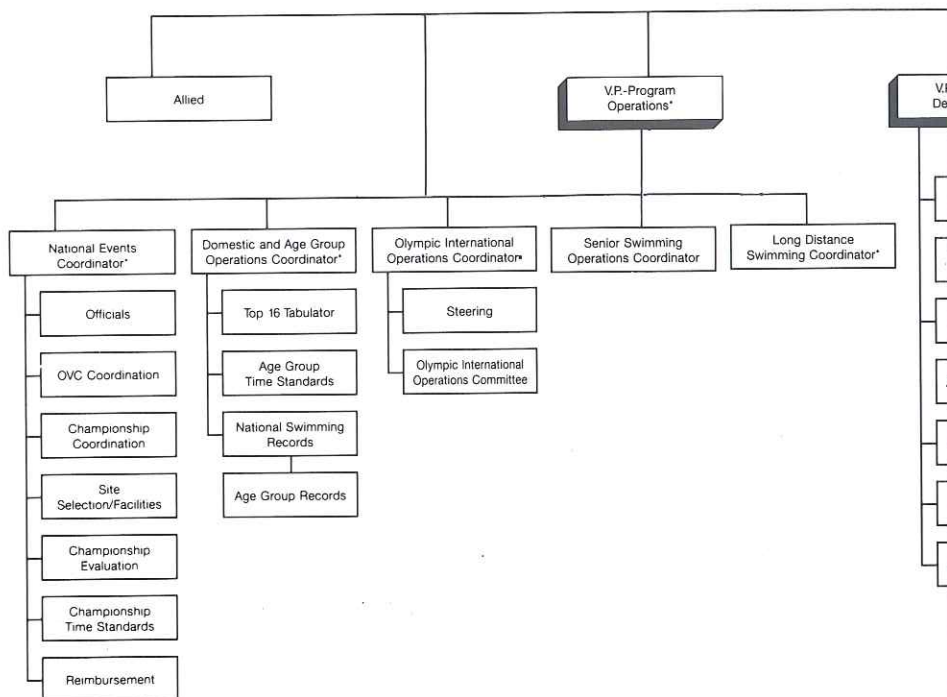 Allied
V.P.-Program
Operations*
V.P
De
National Events
Coordinator*
Domestic and Age Group
Operations Coordinator*
Olympic International
Operations Coordinator*
Senior Swimming
Operations Coordinator
Long Distance
Swimming Coordinator*
Officials
OVC Coordination
Championship
Coordination
Site
Selection/Facilities
Championship
Evaluation
Championship
Time Standards
Reimbursement
Top 16 Tabulator
Age Group
Time Standards
National Swimming
Records
Age Group Records
Steering
Olympic International
Operations Committee